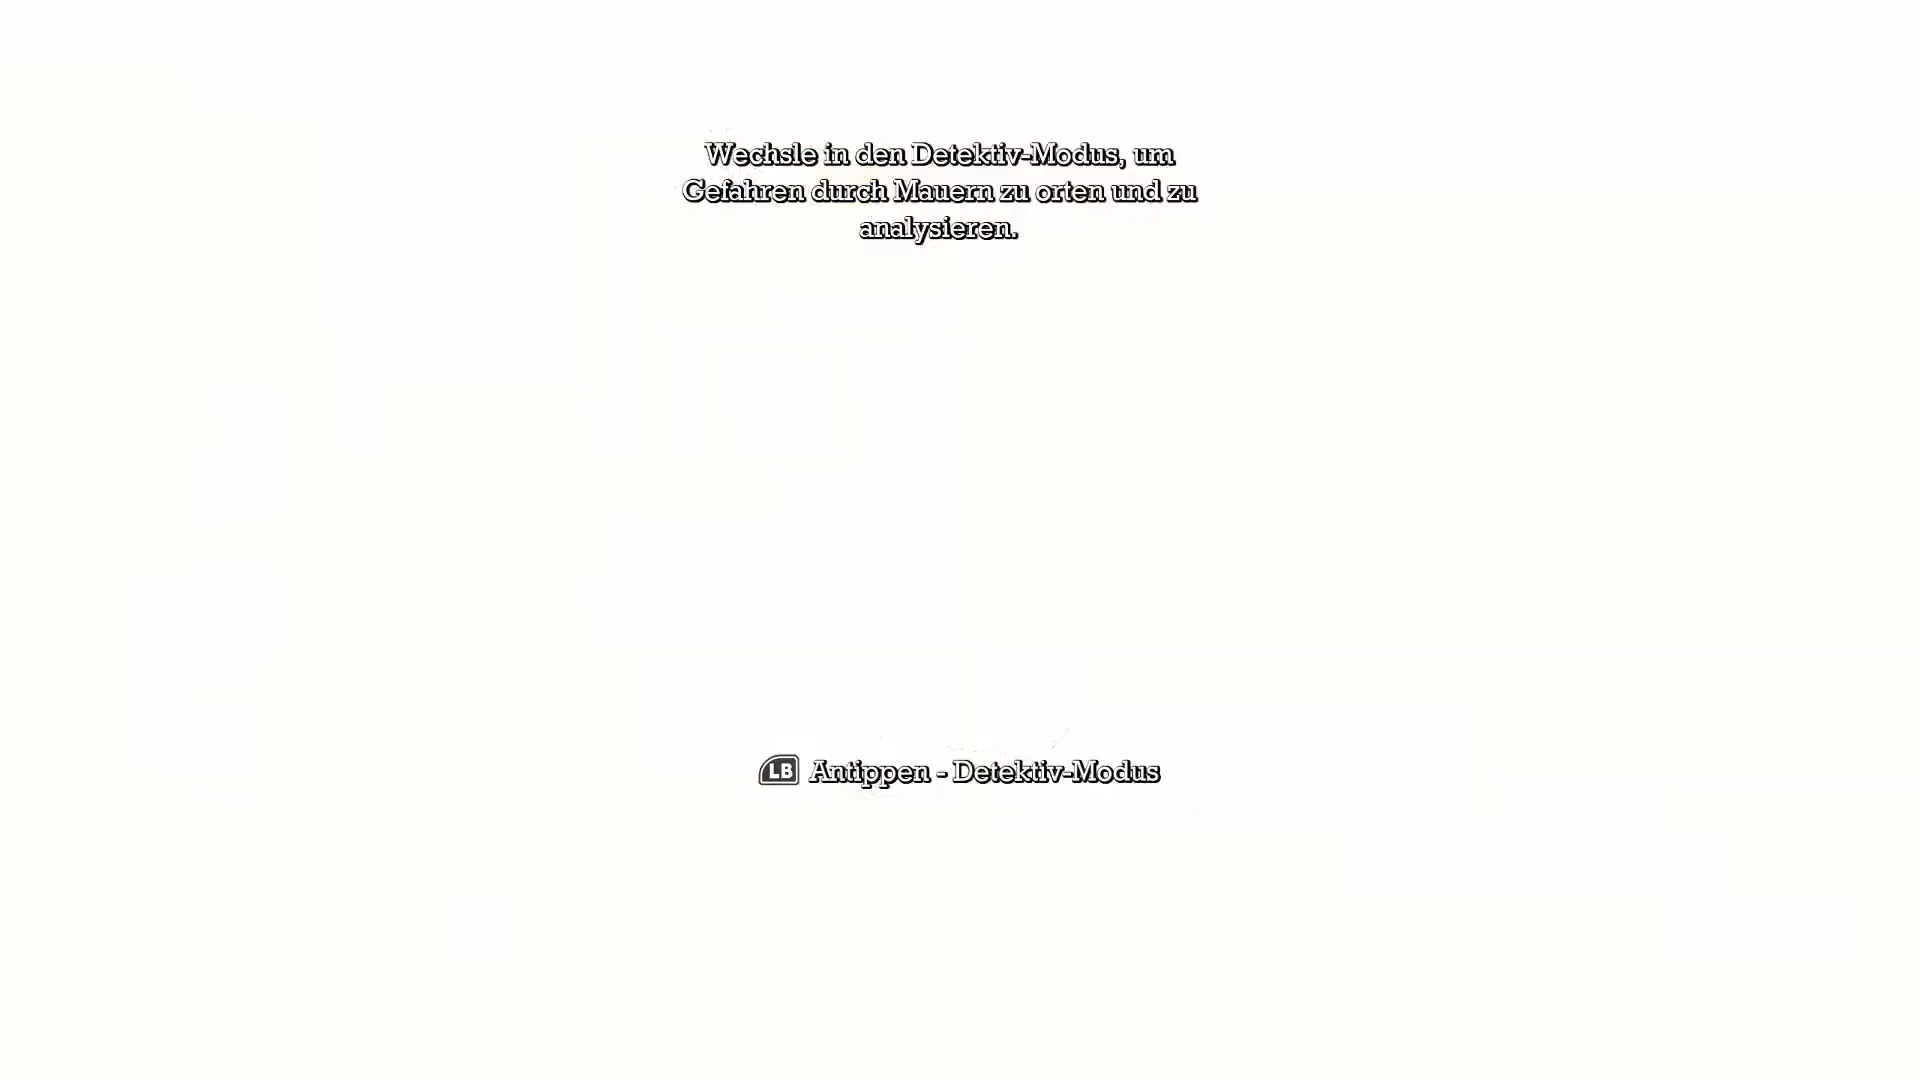 Wechsle in den Detektiv-Modus, um
Gefahren durch Mauern zu orten und zu
analysieren.
LB Antippen - Detektiv-Modus